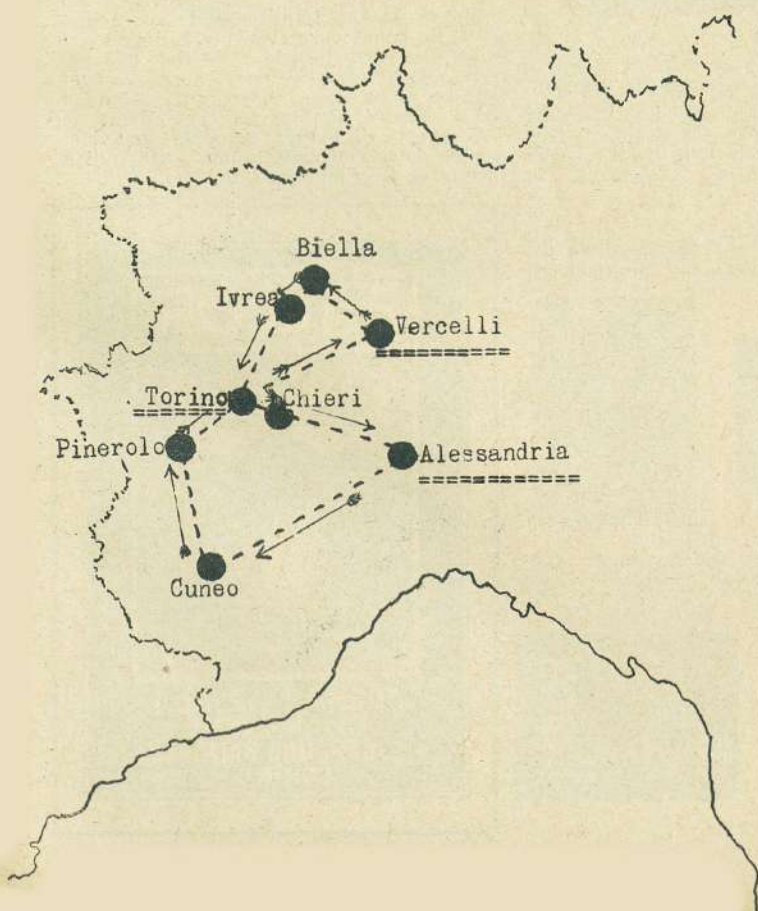 Biella
Ivrea
Vercelli
Torino
Chieri
Pinerolo
Alessandria
Cuneo